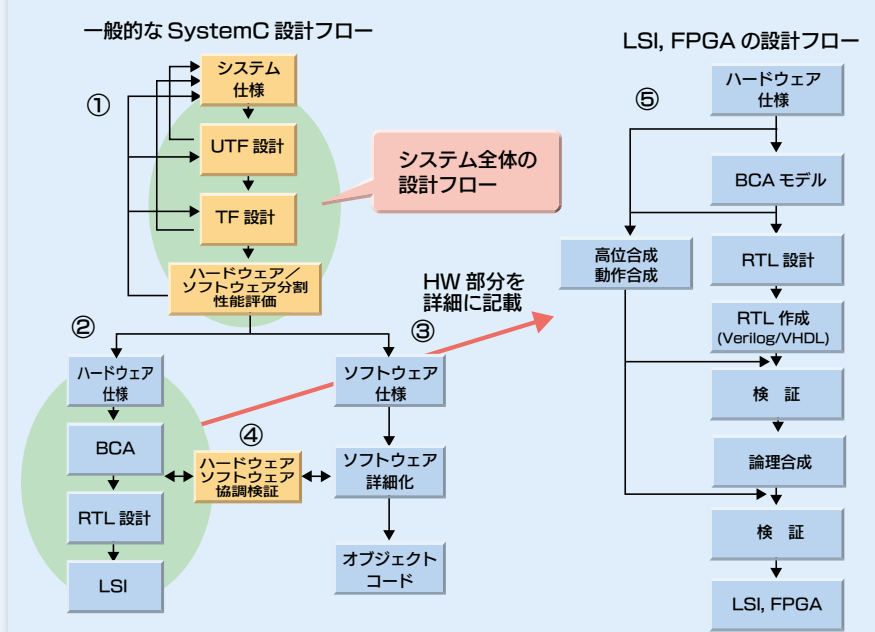 一般的な SystemC 設計フロー
①
システム
仕様
UTF 設計
TF 設計
ハードウェア／
ソフトウェア分割
性能評価
システム全体の
設計フロー
②
ハードウェア
仕様
BCA
RTL 設計
LSI
③
ソフトウェア
仕様
ソフトウェア
詳細化
オブジェクト
コード
④
ハードウェア
ソフトウェア
協調検証
HW 部分を
詳細に記載
LSI, FPGA の設計フロー
⑤
ハードウェア
仕様
BCA モデル
高位合成
動作合成
RTL 設計
RTL 作成
(Verilog/VHDL)
検 証
論理合成
検 証
LSI, FPGA